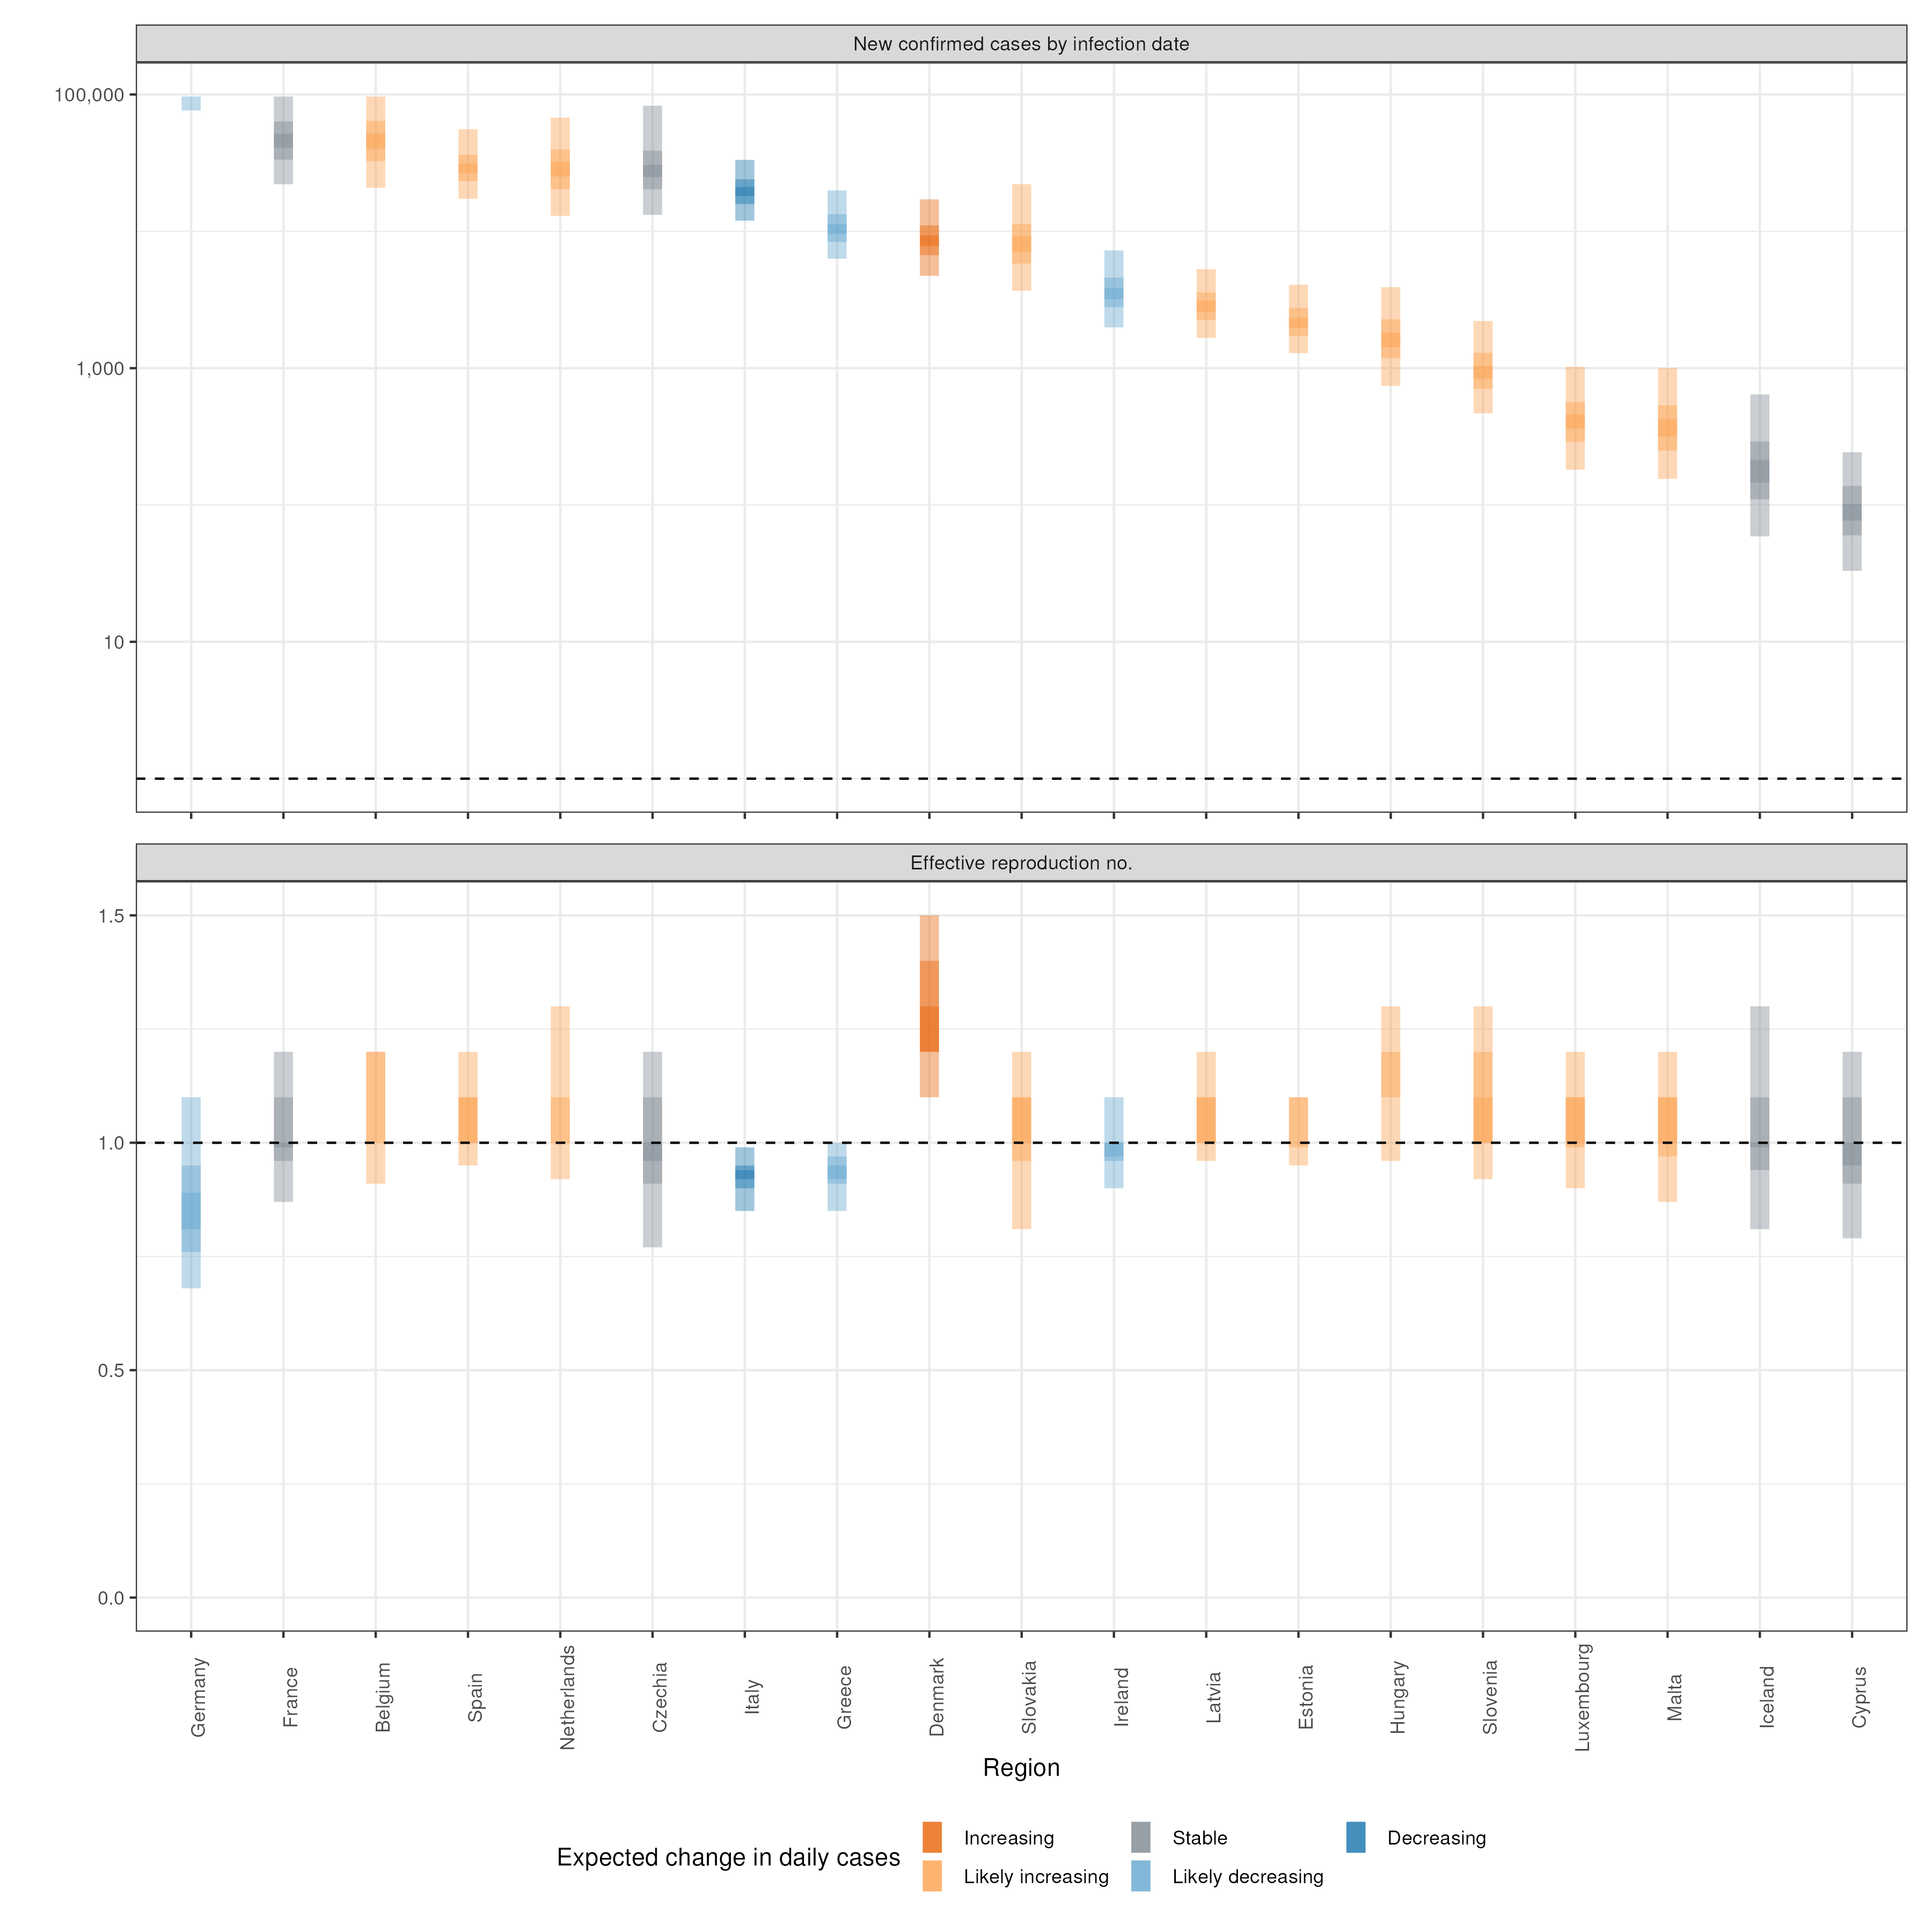 New confirmed cases by infection date
100,000
1,000
10
Effective reproduction no.
1.5
1.0
0.5
0.0
Germany
France
Belgium
Spain
Netherlands
Czechia
Italy
Greece
Denmark
Slovakia
Ireland
Latvia
Estonia
Hungary
Slovenia
Luxembourg
Malta
Iceland
Cyprus
Region
Expected change in daily cases
Increasing
Likely increasing
Stable
Likely decreasing
Decreasing